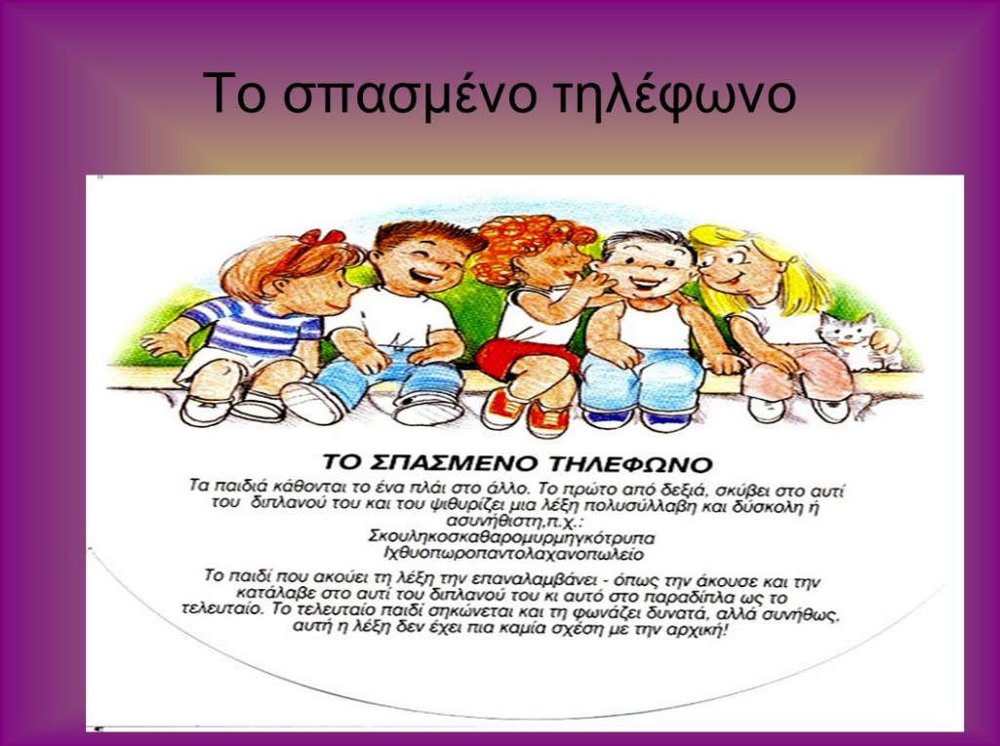 Το σπασμένο τηλέφωνο
ΤΟ ΣΠΑΣΜΕΝΟ ΤΗΛΕΦΩΝΟ
Τα παιδιά κάθονται το ένα πλάι στο άλλο. Το πρώτο από δεξιά, σκύβει στο αυτί
του διπλανού του και του ψιθυρίζει μια λέξη πολυσύλλαβη και δύσκολη ή
ασυνήθιστη,π.χ.:
Σκουληκοσκαθαρομυρμηγκότρυπα
Ιχθυοπωροπαντολαχανοπωλείο
Το παιδί που ακούει τη λέξη την επαναλαμβάνει - όπως την άκουσε και την
κατάλαβε στο αυτί του διπλανού του κι αυτό στο παραδίπλα ως το
τελευταίο. Το τελευταίο παιδί σηκώνεται και τη φωνάζει δυνατά, αλλά συνήθως,
αυτή η λέξη δεν έχει πια καμία σχέση με την αρχική!